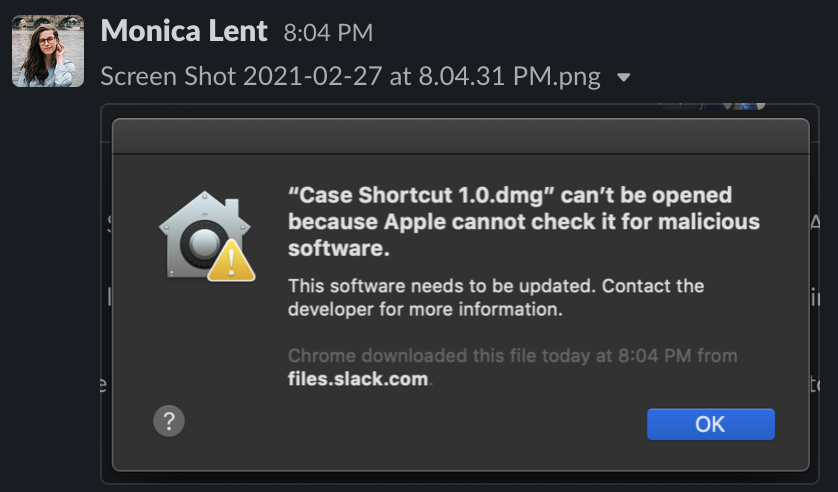 Monica Lent 8:04 PM
Screen Shot 2021-02-27 at 8.04.31 PM.png
“Case Shortcut 1.0.dmg” can’t be opened
because Apple cannot check it for malicious
software.
This software needs to be updated. Contact the
developer for more information.
Chrome downloaded this file today at 8:04 PM from
files.slack.com.
?
OK